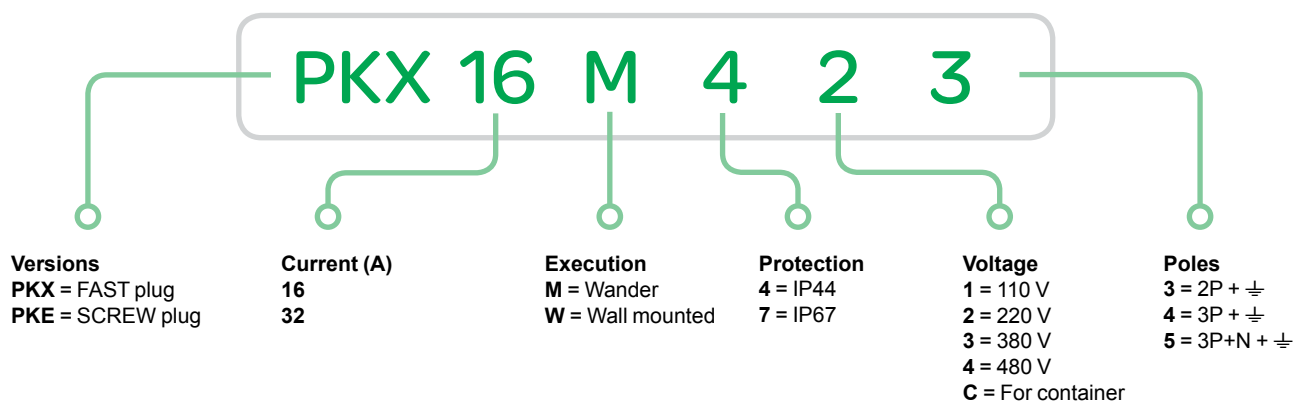 PKX 16 M 4 2 3
Versions
PKX = FAST plug
PKE = SCREW plug
Current (A)
16
32
Execution
M = Wander
W = Wall mounted
Protection
4 = IP44
7 = IP67
Voltage
1 = 110 V
2 = 220 V
3 = 380 V
4 = 480 V
C = For container
Poles
3 = 2P + ⏚
4 = 3P + ⏚
5 = 3P+N + ⏚